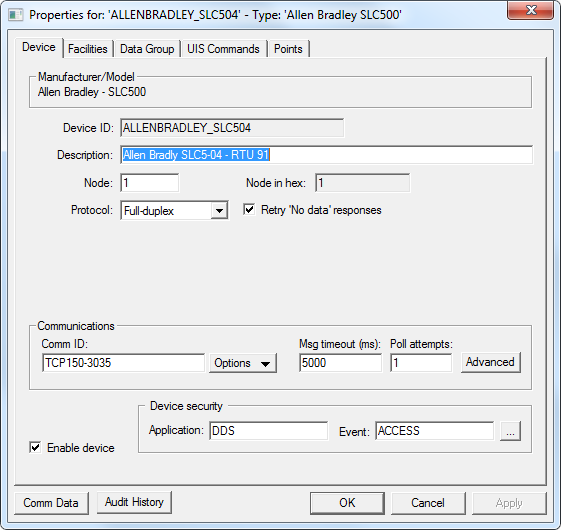 Properties for: 'ALLENBRADLEY_SLC504' - Type: 'Allen Bradley SLC500'
Device Facilities Data Group UIS Commands Points
Manufacturer/Model
Allen Bradley - SLC500
Device ID: ALLENBRADLEY_SLC504
Description: Allen Bradly SLC5-04 - RTU 91
Node: 1 Node in hex: 1
Protocol: Full-duplex Retry 'No data' responses
Communications
Comm ID: Msg timeout (ms): Poll attempts:
TCP150-3035 Options 5000 1 Advanced
Device security
Application: DDS Event: ACCESS ...
Enable device
Comm Data Audit History OK Cancel Apply